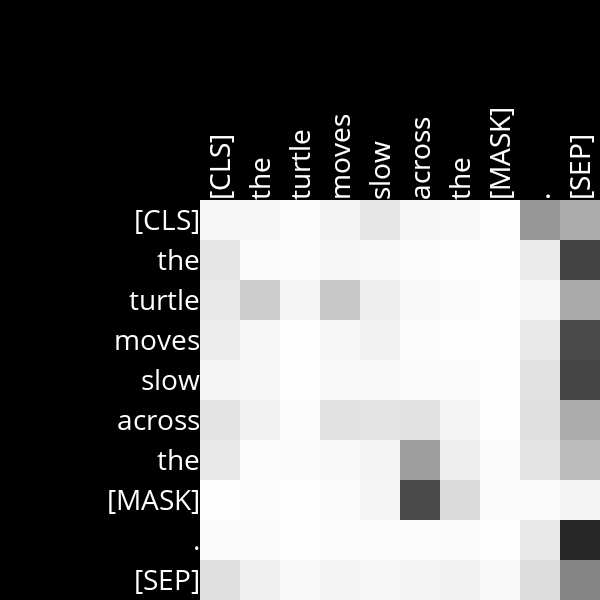 [CLS] the turtle moves slow across the [MASK] . [SEP]
[CLS]
the
turtle
moves
slow
across
the
[MASK]
.
[SEP]